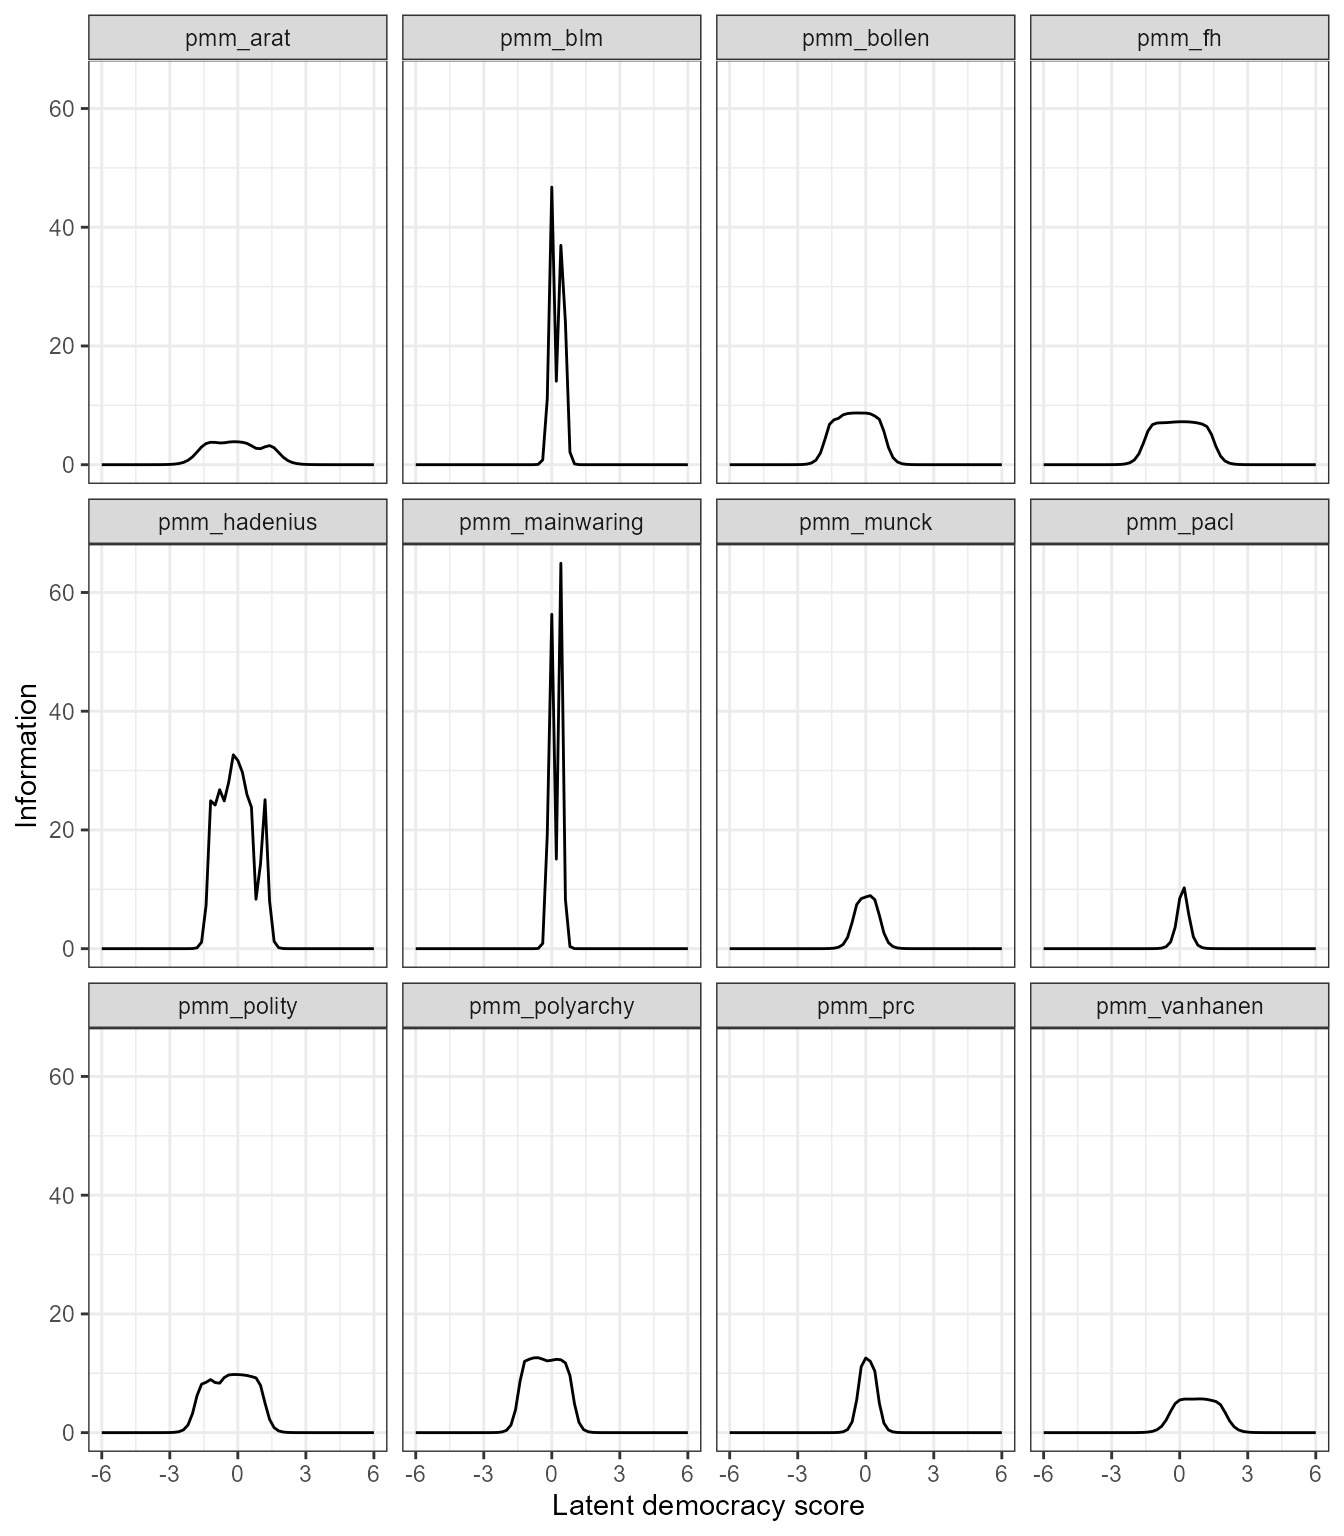 pmm_arat pmm_blm pmm_bollen pmm_fh
60
40
20
0
pmm_hadenius pmm_mainwaring pmm_munck pmm_pacl
60
40
20
0
Information
pmm_polity pmm_polyarchy pmm_prc pmm_vanhanen
60
40
20
0
-6 -3 0 3 6 -6 -3 0 3 6 -6 -3 0 3 6 -6 -3 0 3 6
Latent democracy score